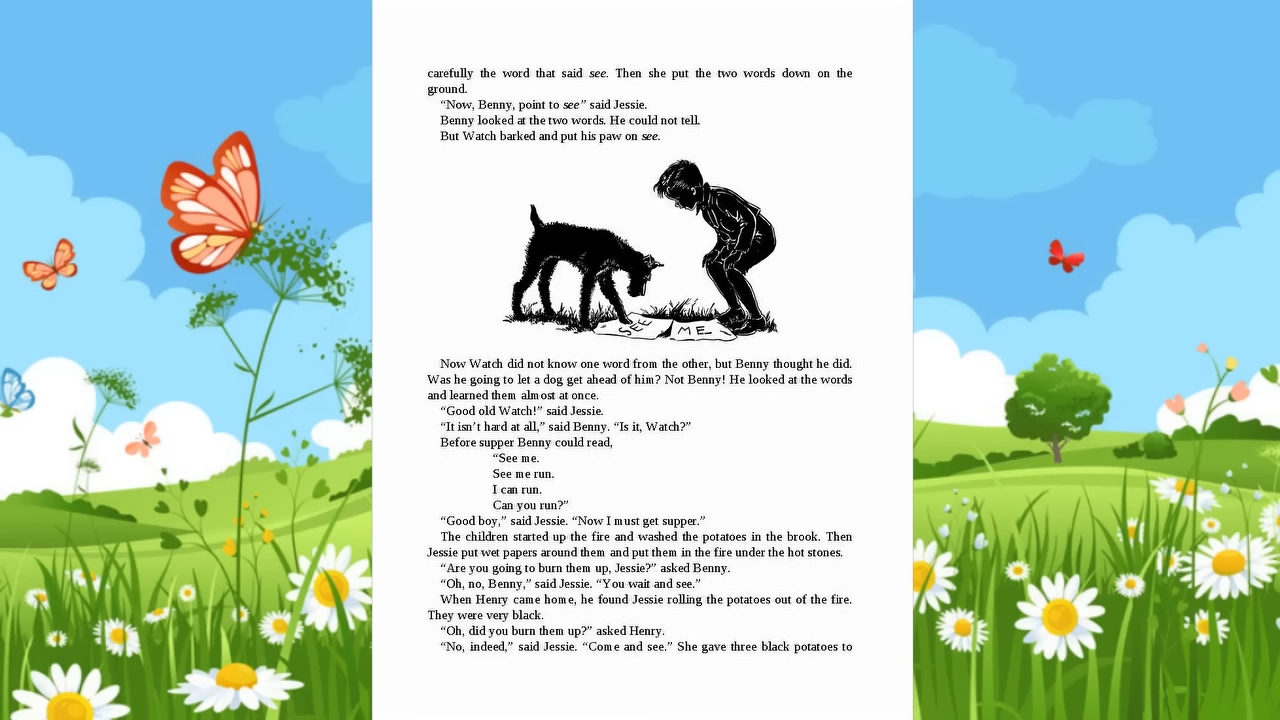 carefully the word that said see. Then she put the two words down on the
ground.
“Now, Benny, point to see” said Jessie.
Benny looked at the two words. He could not tell.
But Watch barked and put his paw on see.
SEE ME
Now Watch did not know one word from the other, but Benny thought he did.
Was he going to let a dog get ahead of him? Not Benny! He looked at the words
and learned them almost at once.
“Good old Watch!” said Jessie.
“It isn’t hard at all,” said Benny. “Is it, Watch?”
Before supper Benny could read,
“See me.
See me run.
I can run.
Can you run?”
“Good boy,” said Jessie. “Now I must get supper.”
The children started up the fire and washed the potatoes in the brook. Then
Jessie put wet papers around them and put them in the fire under the hot stones.
“Are you going to burn them up, Jessie?” asked Benny.
“Oh, no, Benny,” said Jessie. “You wait and see.”
When Henry came home, he found Jessie rolling the potatoes out of the fire.
They were very black.
“Oh, did you burn them up?” asked Henry.
“No, indeed,” said Jessie. “Come and see.” She gave three black potatoes to